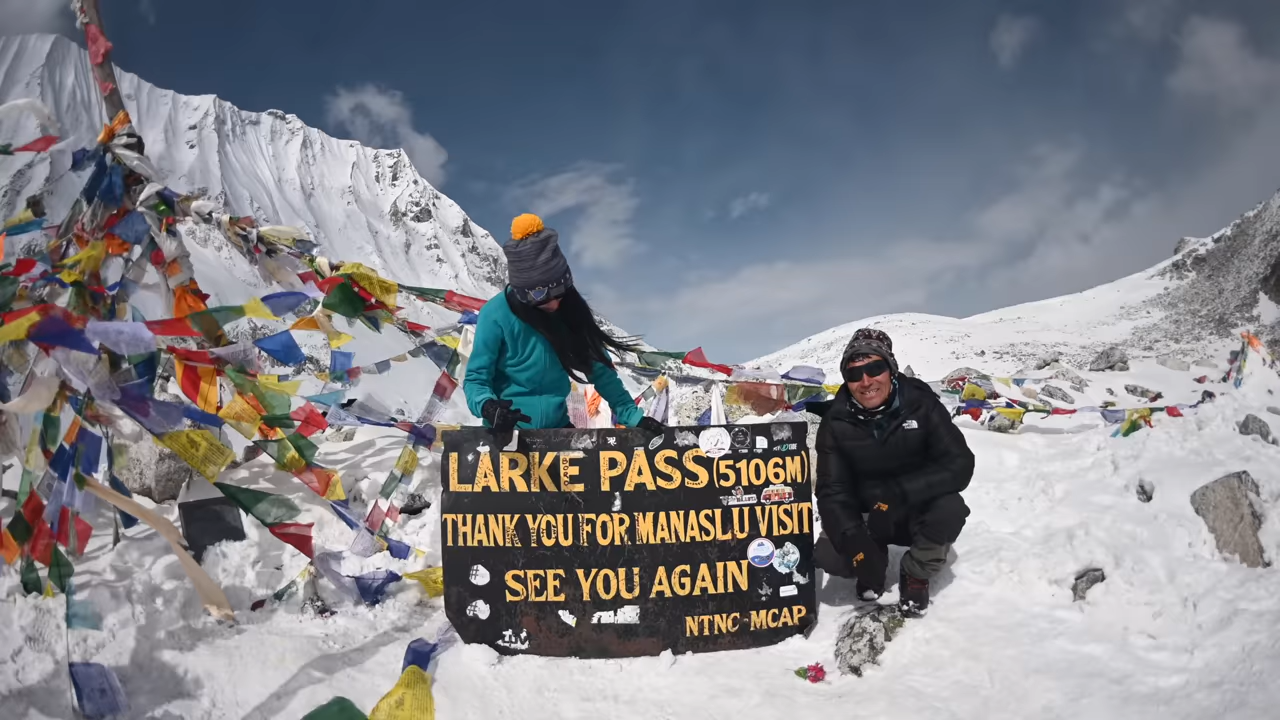 LARKE PASS (5106M)
THANK YOU FOR MANASLU VISIT
SEE YOU AGAIN
NTNC-MCAP